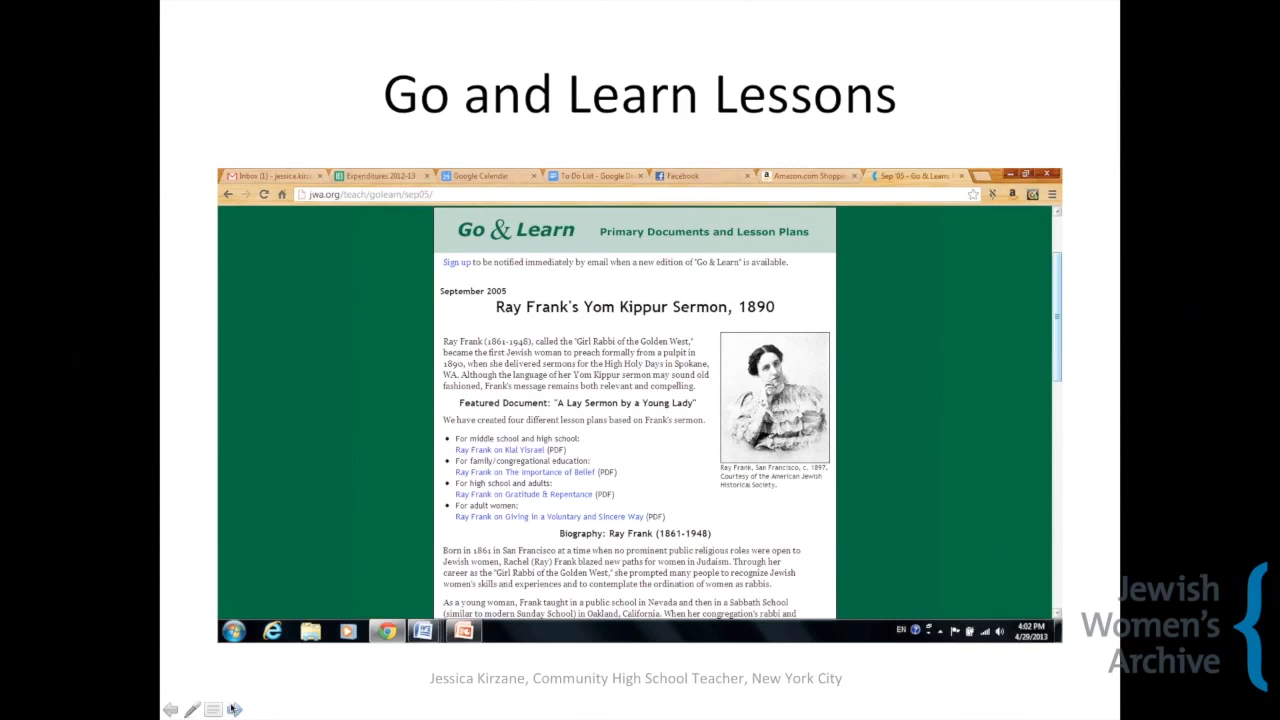 Go and Learn Lessons
Inbox (1) - jessica.kirz
Expenditures 2012-13
Google Calendar
To Do List - Google D
Facebook
Amazon.com Shoppin
Sep '05 - Go & Learn
jwa.org/teach/golearn/sep05/
Go & Learn Primary Documents and Lesson Plans
Sign up to be notified immediately by email when a new edition of "Go & Learn" is available.
September 2005
Ray Frank's Yom Kippur Sermon, 1890
Ray Frank (1861-1948), called the "Girl Rabbi of the Golden West,"
became the first Jewish woman to preach formally from a pulpit in
1890, when she delivered sermons for the High Holy Days in Spokane,
WA. Although the language of her Yom Kippur sermon may sound old
fashioned, Frank's message remains both relevant and compelling.
Featured Document: "A Lay Sermon by a Young Lady"
We have created four different lesson plans based on Frank's sermon.
For middle school and high school:
Ray Frank on Klal Yisrael (PDF)
For family/congregational education:
Ray Frank on The Importance of Belief (PDF)
For high school and adults:
Ray Frank on Gratitude & Repentance (PDF)
For adult women:
Ray Frank on Giving in a Voluntary and Sincere Way (PDF)
Ray Frank, San Francisco, c. 1897.
Courtesy of the American Jewish
Historical Society.
Biography: Ray Frank (1861-1948)
Born in 1861 in San Francisco at a time when no prominent public religious roles were open to
Jewish women, Rachel (Ray) Frank blazed new paths for women in Judaism. Through her
career as the "Girl Rabbi of the Golden West," she prompted many people to recognize Jewish
women's skills and experiences and to contemplate the ordination of women as rabbis.
As a young woman, Frank taught in a public school in Nevada and then in a Sabbath School
(similar to modern Sunday School) in Oakland, California. When her congregation's rabbi and
EN
4:02 PM
4/29/2013
Jessica Kirzane, Community High School Teacher, New York City
Jewish
Women's
Archive